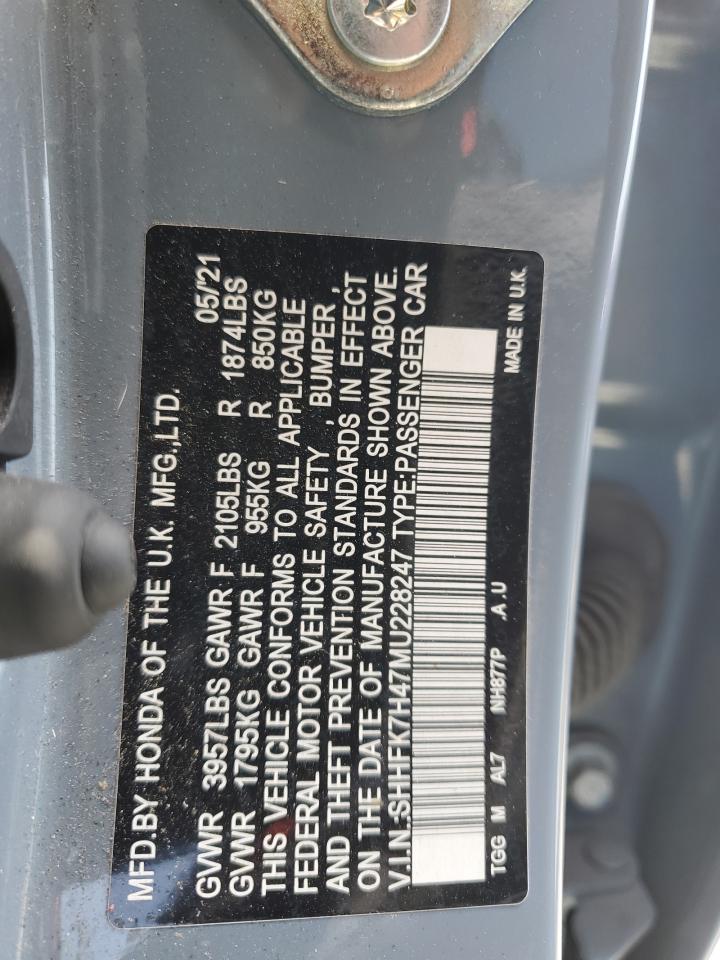 MFD.BY HONDA OF THE U.K. MFG.,LTD.
05/'21
GVWR 3957LBS GAWR F 2105LBS R 1874LBS
GVWR 1795KG GAWR F 955KG R 850KG
THIS VEHICLE CONFORMS TO ALL APPLICABLE
FEDERAL MOTOR VEHICLE SAFETY , BUMPER ,
AND THEFT PREVENTION STANDARDS IN EFFECT
ON THE DATE OF MANUFACTURE SHOWN ABOVE.
V.I.N.:SHHFK7H47MU228247 TYPE:PASSENGER CAR
TGG M AL7 NH877P A.U MADE IN U.K.